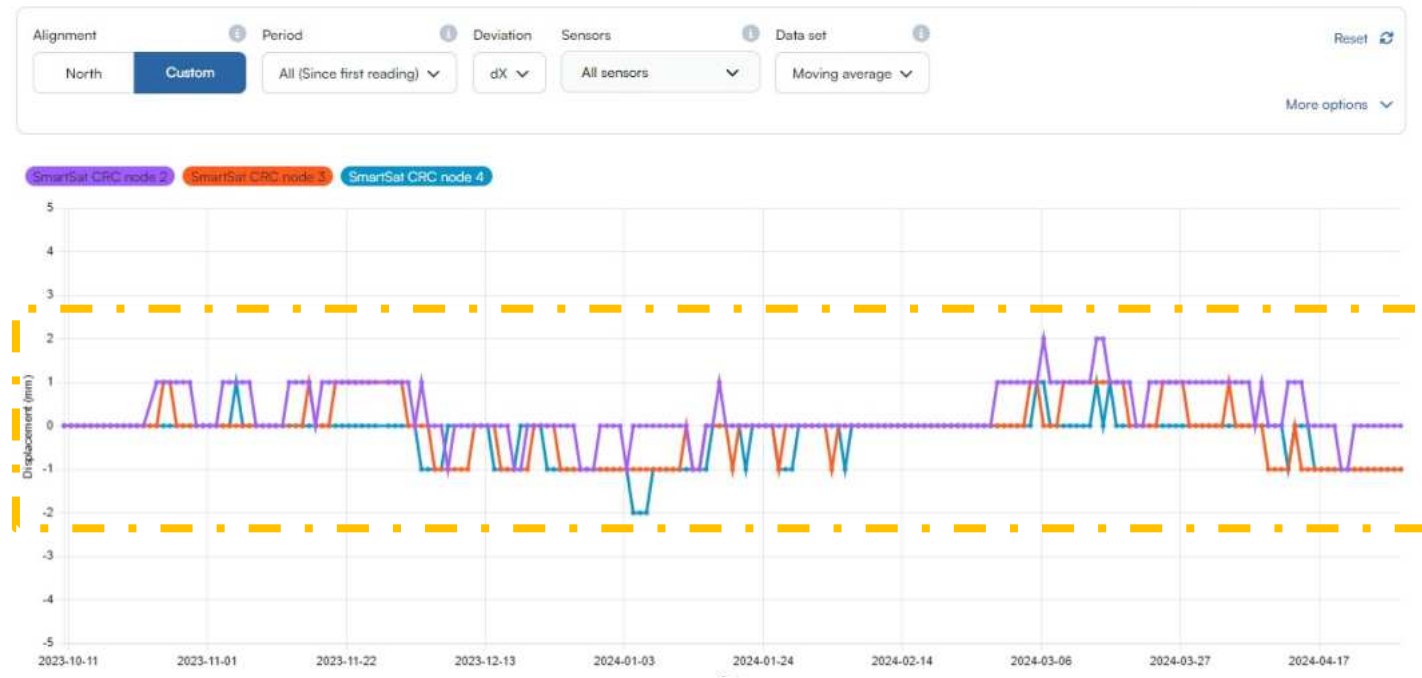 Alignment Period Deviation Sensors Data set Reset
North Custom All (Since first reading) dX All sensors Moving average
More options
SmartSat CRC node 2 SmartSat CRC node 3 SmartSat CRC node 4
5
4
3
2
1
0
-1
-2
-3
-4
-5
Displacement (mm)
2023-10-11 2023-11-01 2023-11-22 2023-12-13 2024-01-03 2024-01-24 2024-02-14 2024-03-06 2024-03-27 2024-04-17